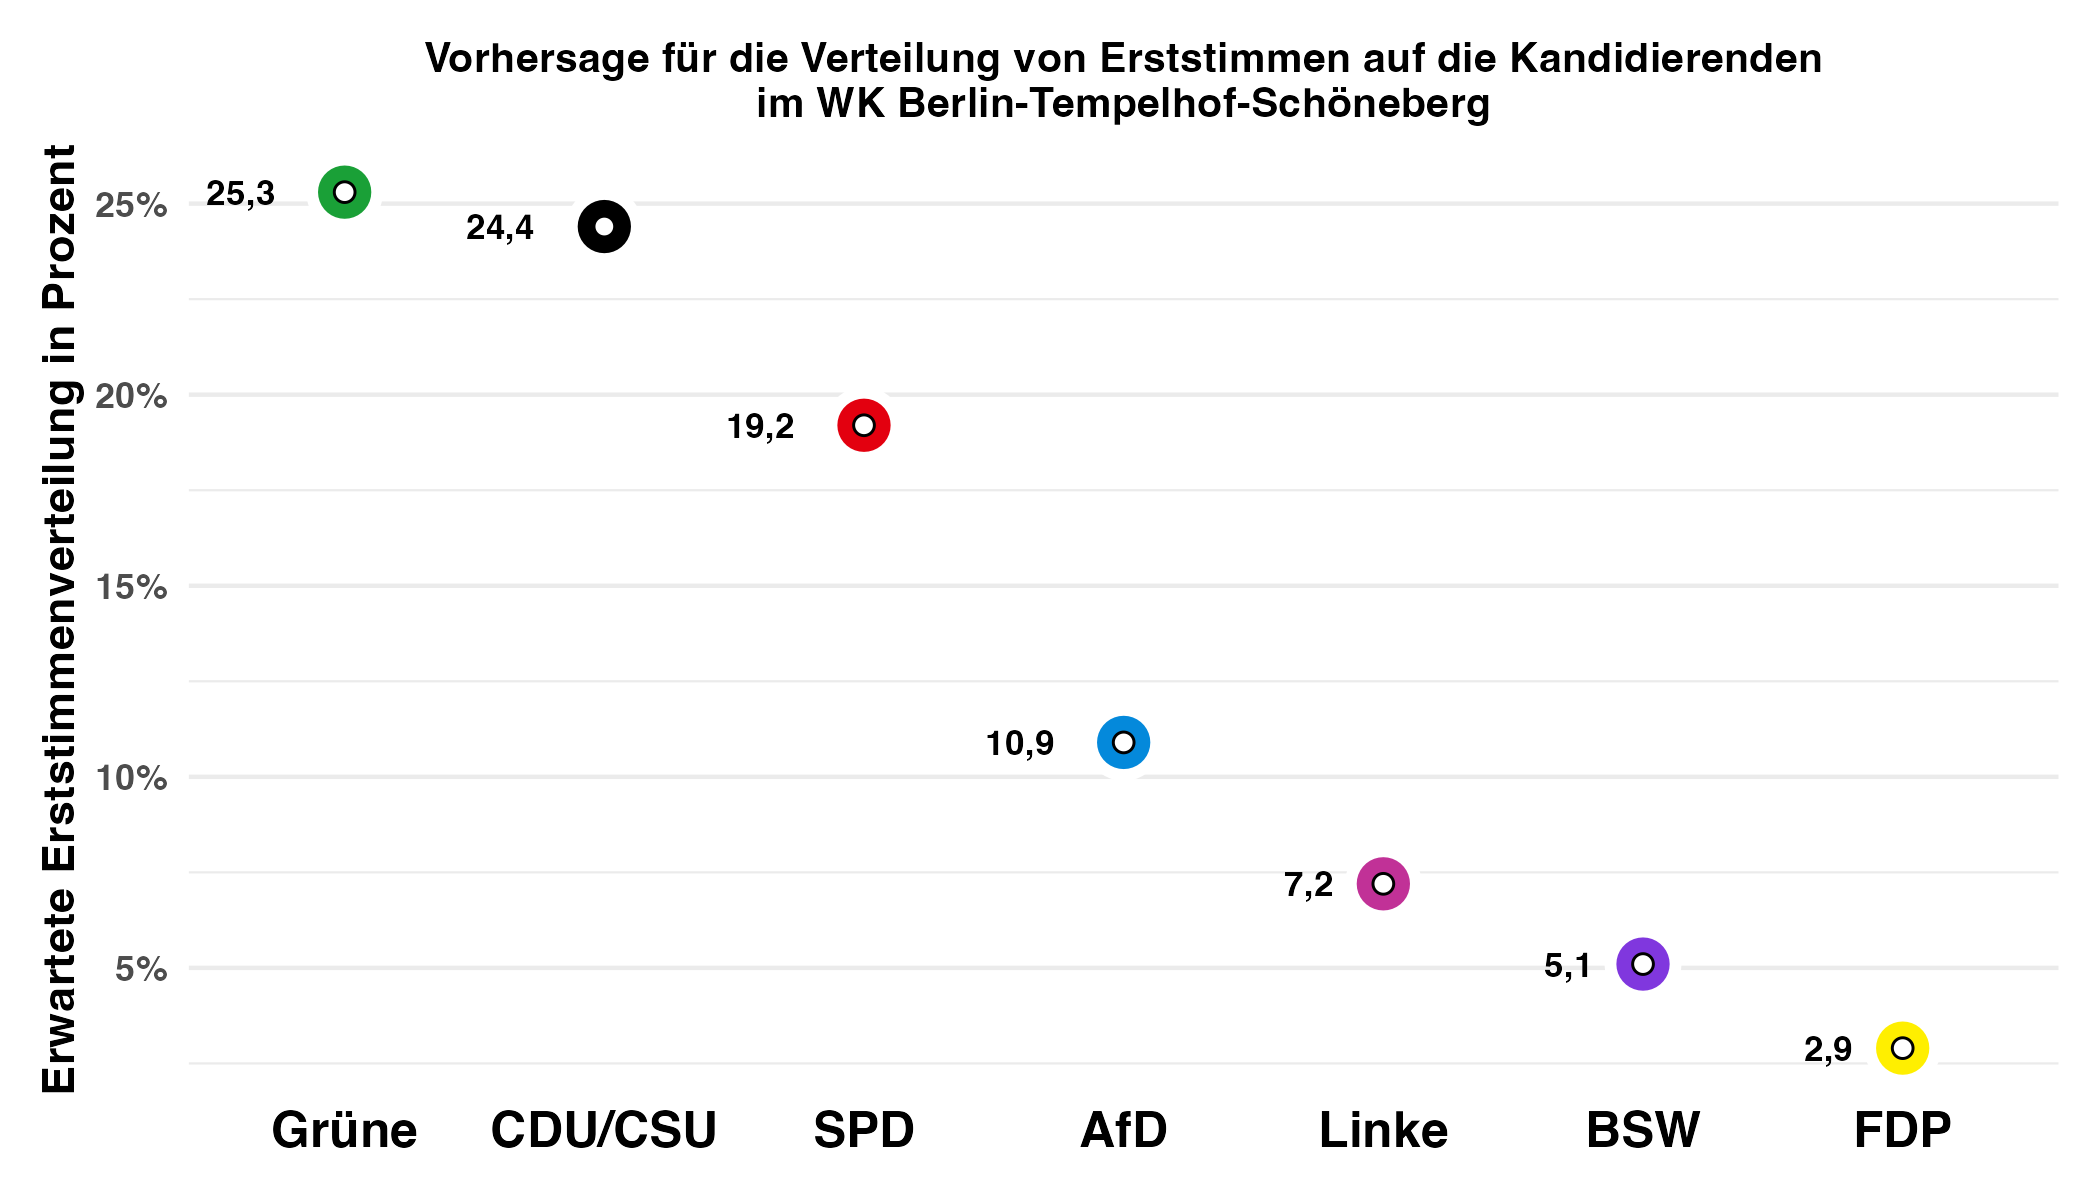 Vorhersage für die Verteilung von Erststimmen auf die Kandidierenden
im WK Berlin-Tempelhof-Schöneberg
Erwartete Erststimmenverteilung in Prozent
25%
20%
15%
10%
5%
25,3
24,4
19,2
10,9
7,2
5,1
2,9
Grüne
CDU/CSU
SPD
AfD
Linke
BSW
FDP